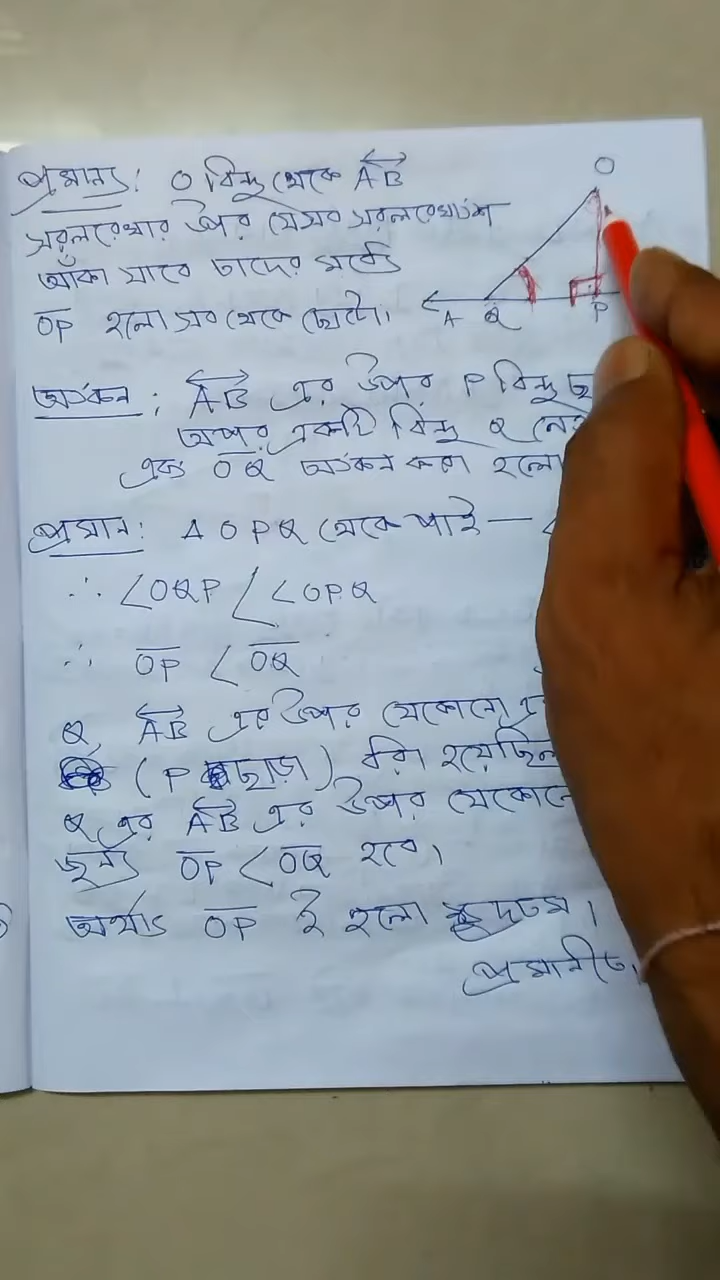 প্রমান্য: O বিন্দু থেকে AB
সরলরেখার উপর যেসব সরলরেখাংশ
আঁকা যাবে তাদের মধ্যে
OP হলো সব থেকে ছোটো।
O
A Q P
অংকন: AB এর উপর P বিন্দু ছ
অপর একটি বিন্দু Q
এবং OQ অংকন করা হলো
প্রমান: Δ OPQ থেকে পাই —
∴ ∠OQP < ∠OPQ
∴ OP < OQ
Q, AB এর উপর যেকোনো
(P ছাড়া) ধরা হয়েছিল
Q এর AB এর উপর যেকোনো
জন্য OP < OQ হবে।
অর্থাৎ OP ই হলো ক্ষুদ্রতম।
প্রমানীত।